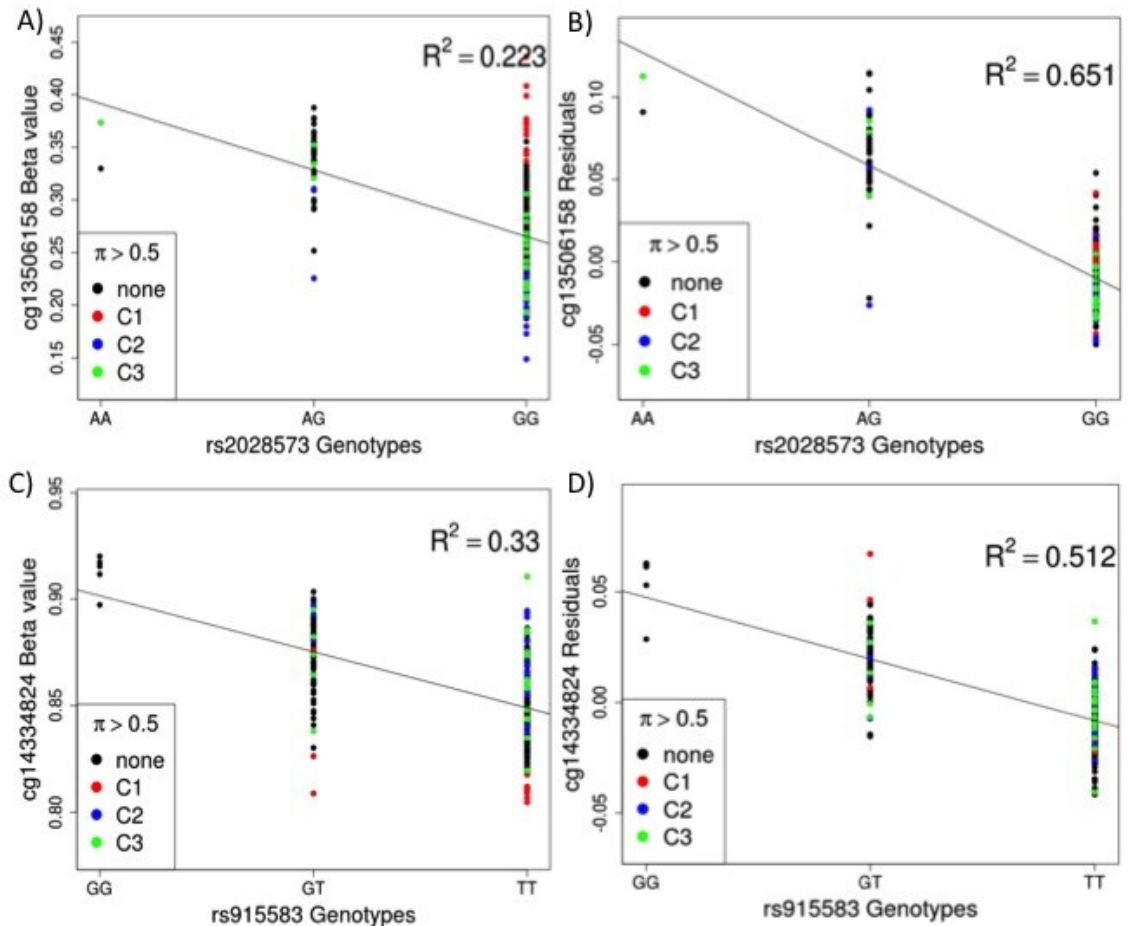 A)
R² = 0.223
cg13506158 Beta value
0.45
0.40
0.35
0.30
0.25
0.20
0.15
π > 0.5
none
C1
C2
C3
AA
AG
GG
rs2028573 Genotypes
B)
R² = 0.651
cg13506158 Residuals
0.10
0.05
0.00
-0.05
π > 0.5
none
C1
C2
C3
AA
AG
GG
rs2028573 Genotypes
C)
R² = 0.33
cg14334824 Beta value
0.95
0.90
0.85
0.80
π > 0.5
none
C1
C2
C3
GG
GT
TT
rs915583 Genotypes
D)
R² = 0.512
cg14334824 Residuals
0.05
0.00
-0.05
π > 0.5
none
C1
C2
C3
GG
GT
TT
rs915583 Genotypes